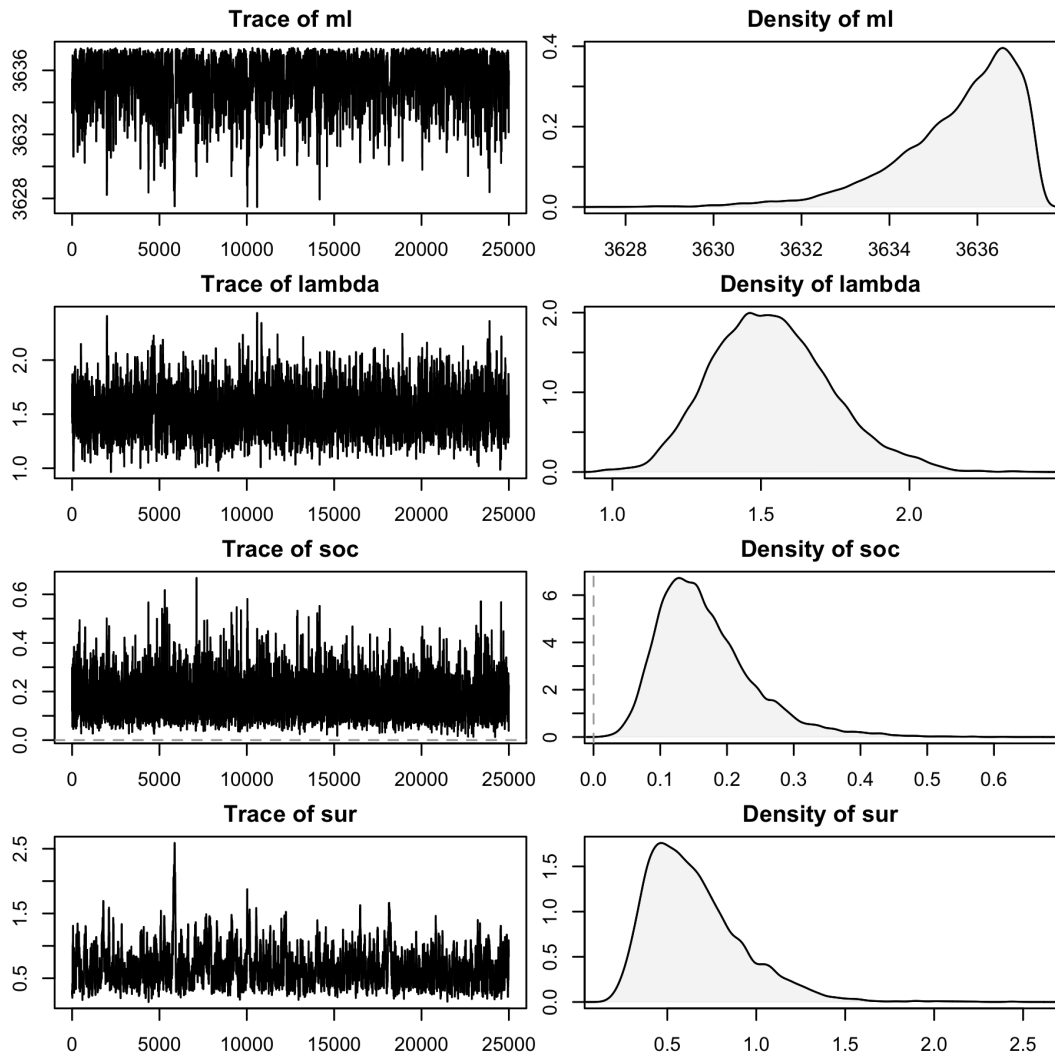 Trace of ml
3636
3632
3628
0 5000 10000 15000 20000 25000
Density of ml
0.4
0.2
0.0
3628 3630 3632 3634 3636
Trace of lambda
2.0
1.5
1.0
0 5000 10000 15000 20000 25000
Density of lambda
2.0
1.0
0.0
1.0 1.5 2.0
Trace of soc
0.6
0.4
0.2
0.0
0 5000 10000 15000 20000 25000
Density of soc
6
4
2
0
0.0 0.1 0.2 0.3 0.4 0.5 0.6
Trace of sur
2.5
1.5
0.5
0 5000 10000 15000 20000 25000
Density of sur
1.5
1.0
0.5
0.0
0.5 1.0 1.5 2.0 2.5